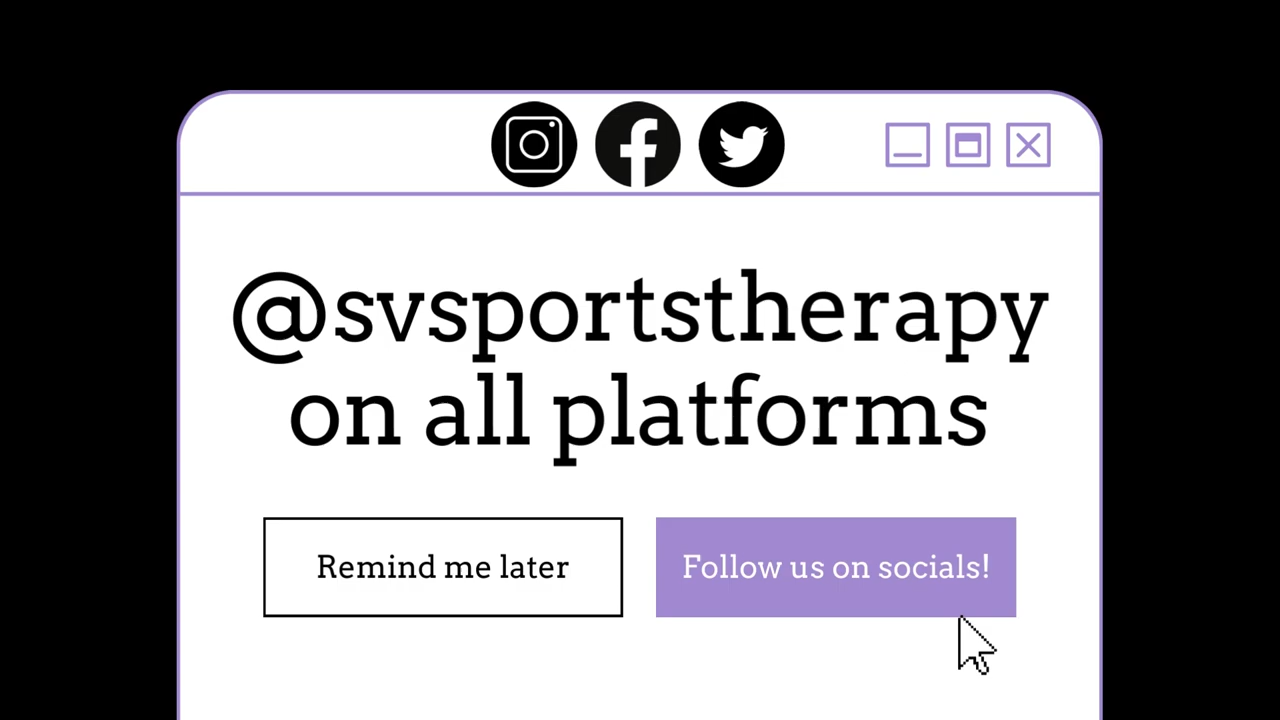 @svsportstherapy
on all platforms
Remind me later
Follow us on socials!